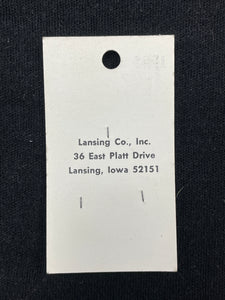 Lansing Co., Inc.
36 East Platt Drive
Lansing, Iowa 52151